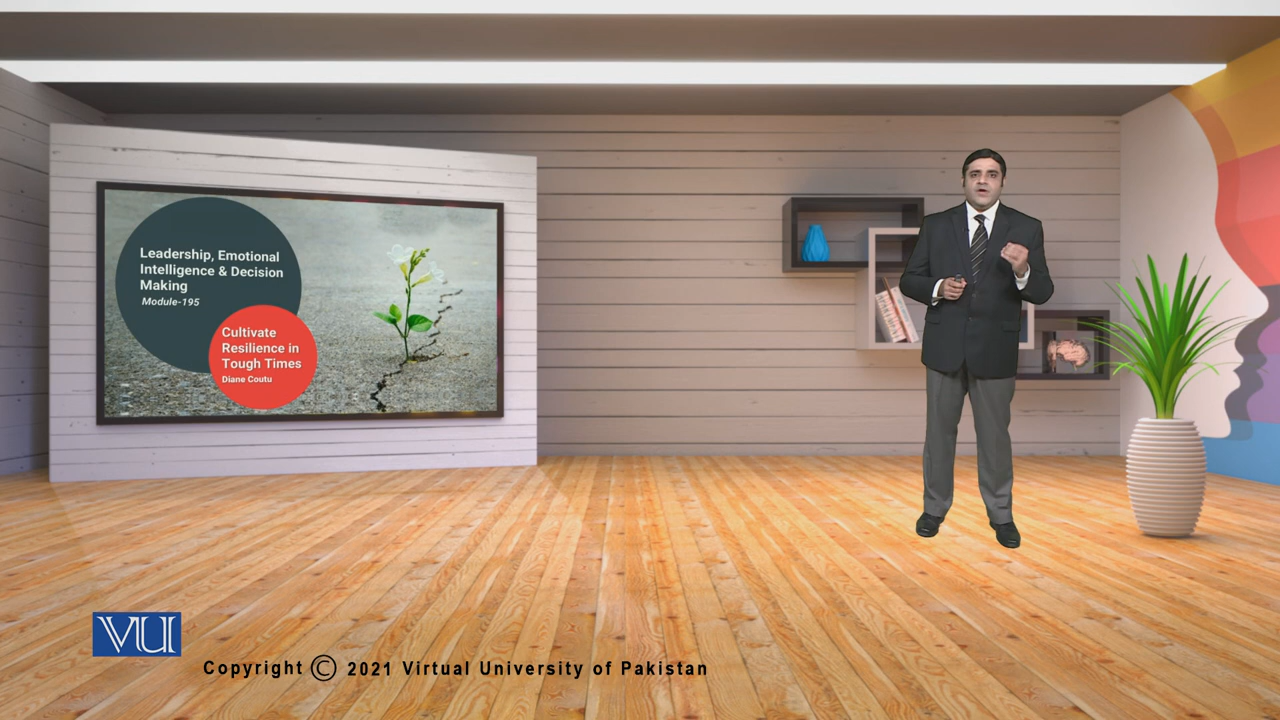 Leadership, Emotional
Intelligence & Decision
Making
Module-195
Cultivate
Resilience in
Tough Times
Diane Coutu
VU
Copyright © 2021 Virtual University of Pakistan